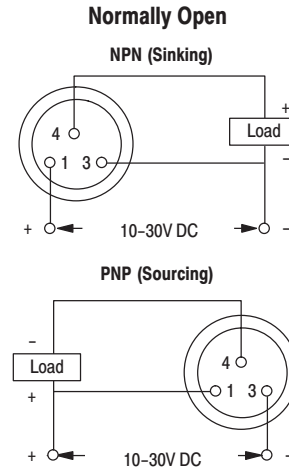 Normally Open
NPN (Sinking)
+
4
Load
1 3
–
+ 10–30V DC –
PNP (Sourcing)
–
4
Load
1 3
+
+ 10–30V DC –